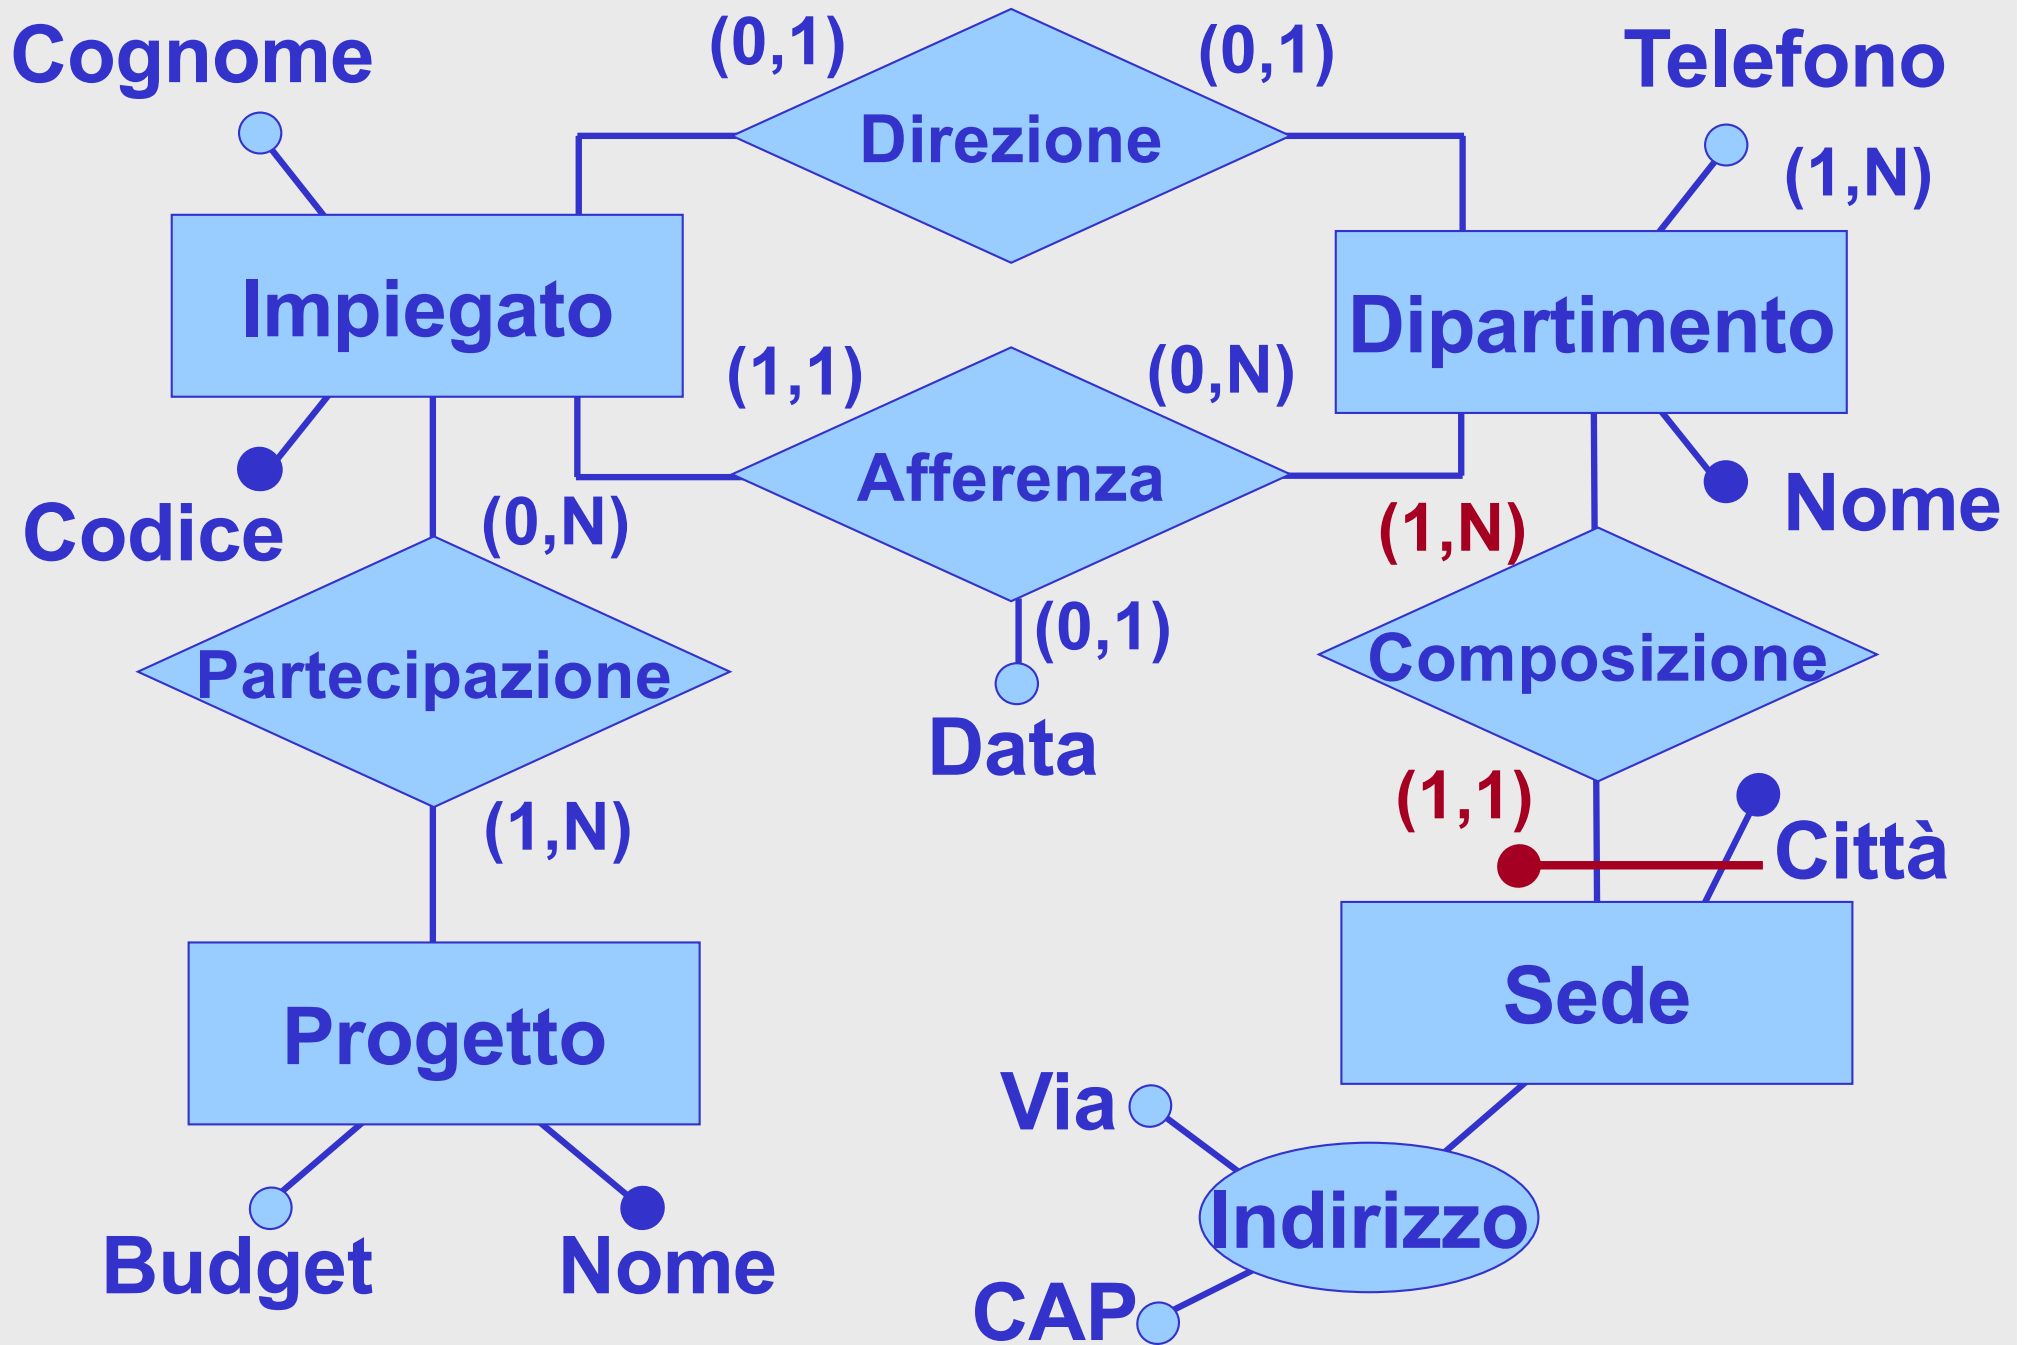 Cognome
(0,1)
(0,1)
Telefono
Direzione
(1,N)
Impiegato
Dipartimento
(1,1)
(0,N)
Afferenza
Codice
(0,N)
(1,N)
Nome
(0,1)
Partecipazione
Composizione
Data
(1,N)
(1,1)
Città
Progetto
Sede
Via
Indirizzo
Budget
Nome
CAP